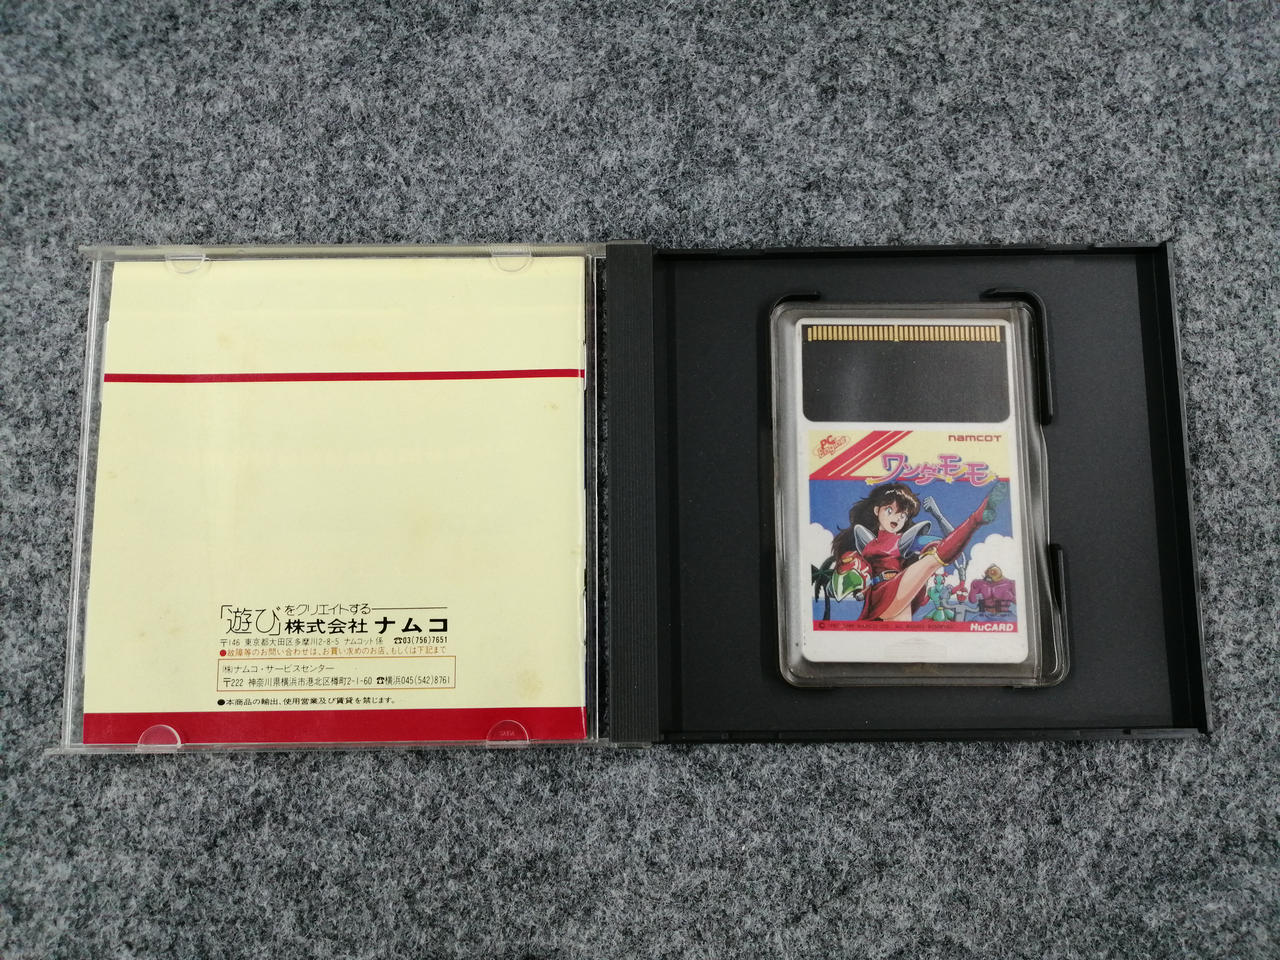 「遊び」をクリエイトする
株式会社 ナムコ
〒146 東京都大田区多摩川2-8-5 ナムコット係 ☎03(756)7651
●故障等のお問い合わせは、お買い求めのお店、もしくは下記まで
㈱ナムコ・サービスセンター
〒222 神奈川県横浜市港北区樽町2-1-60 ☎横浜045(542)8761
●本商品の輸出、使用営業及び賃貸を禁じます。
PC Engine
namcot
ワンダーモモ
HE
HuCARD